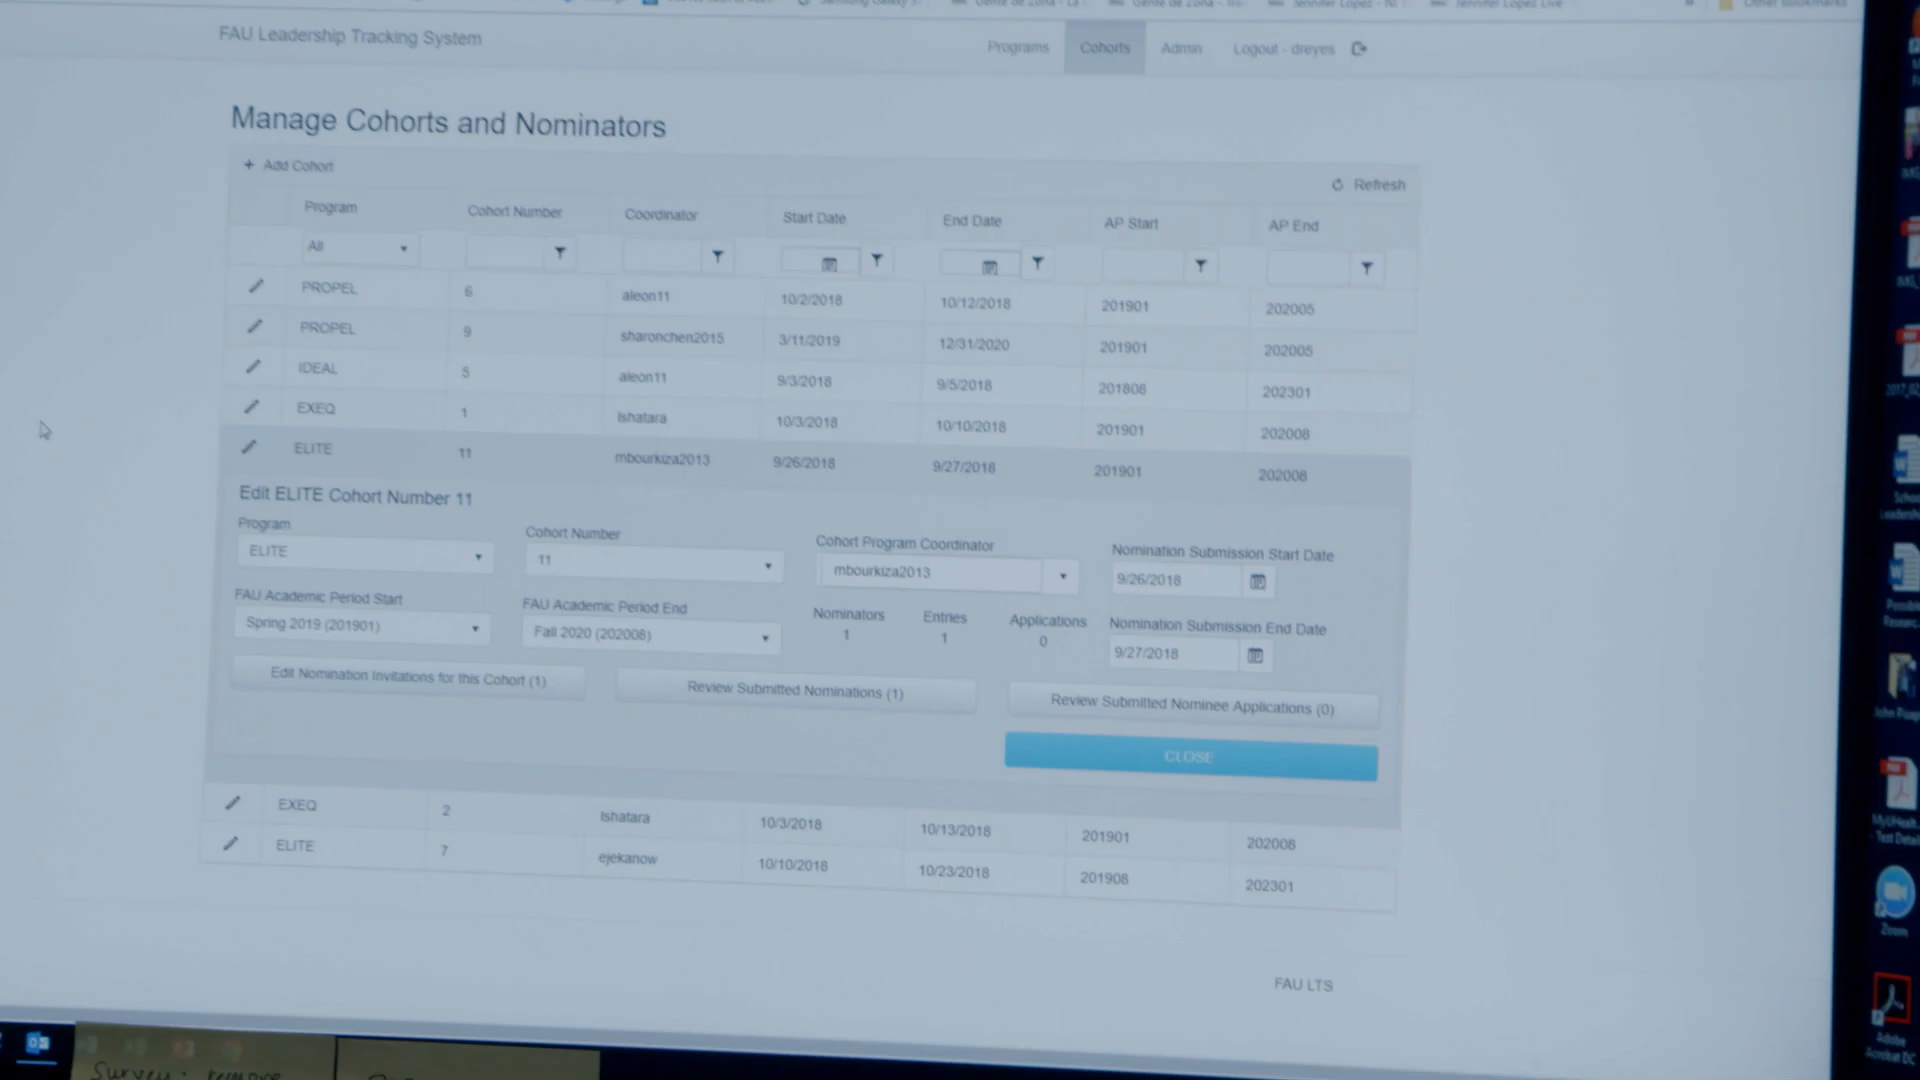 FAU Leadership Tracking System Programs Cohorts Admin Logout - dreyes
Manage Cohorts and Nominators
+ Add Cohort Refresh
Program Cohort Number Coordinator Start Date End Date AP Start AP End
All
PROPEL 6 aleon11 10/2/2018 10/12/2018 201901 202005
PROPEL 9 sharonchen2015 3/11/2019 12/31/2020 201901 202005
IDEAL 5 aleon11 9/3/2018 9/5/2018 201808 202301
EXEQ 1 lshatara 10/3/2018 10/10/2018 201901 202008
ELITE 11 mbourkiza2013 9/26/2018 9/27/2018 201901 202008
Edit ELITE Cohort Number 11
Program Cohort Number Cohort Program Coordinator Nomination Submission Start Date
ELITE 11 mbourkiza2013 9/26/2018
FAU Academic Period Start FAU Academic Period End Nominators Entries Applications Nomination Submission End Date
Spring 2019 (201901) Fall 2020 (202008) 1 1 0 9/27/2018
Edit Nomination Invitations for this Cohort (1) Review Submitted Nominations (1) Review Submitted Nominee Applications (0)
CLOSE
EXEQ 2 lshatara 10/3/2018 10/13/2018 201901 202008
ELITE 7 ejekanow 10/10/2018 10/23/2018 201908 202301
FAU LTS
Zoom
Adobe
Acrobat DC
Survey: